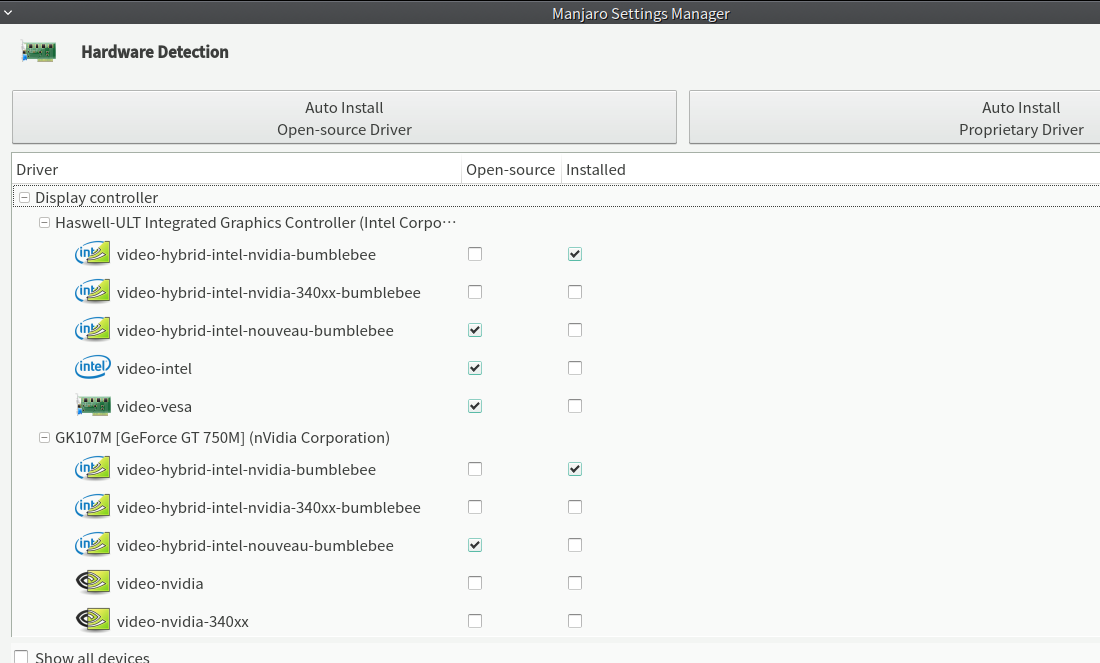 Manjaro Settings Manager
Hardware Detection
Auto Install
Open-source Driver
Auto Install
Proprietary Driver
Driver Open-source Installed
Display controller
Haswell-ULT Integrated Graphics Controller (Intel Corpo⋯
video-hybrid-intel-nvidia-bumblebee
video-hybrid-intel-nvidia-340xx-bumblebee
video-hybrid-intel-nouveau-bumblebee
intel video-intel
video-vesa
GK107M [GeForce GT 750M] (nVidia Corporation)
video-hybrid-intel-nvidia-bumblebee
video-hybrid-intel-nvidia-340xx-bumblebee
video-hybrid-intel-nouveau-bumblebee
video-nvidia
video-nvidia-340xx
Show all devices